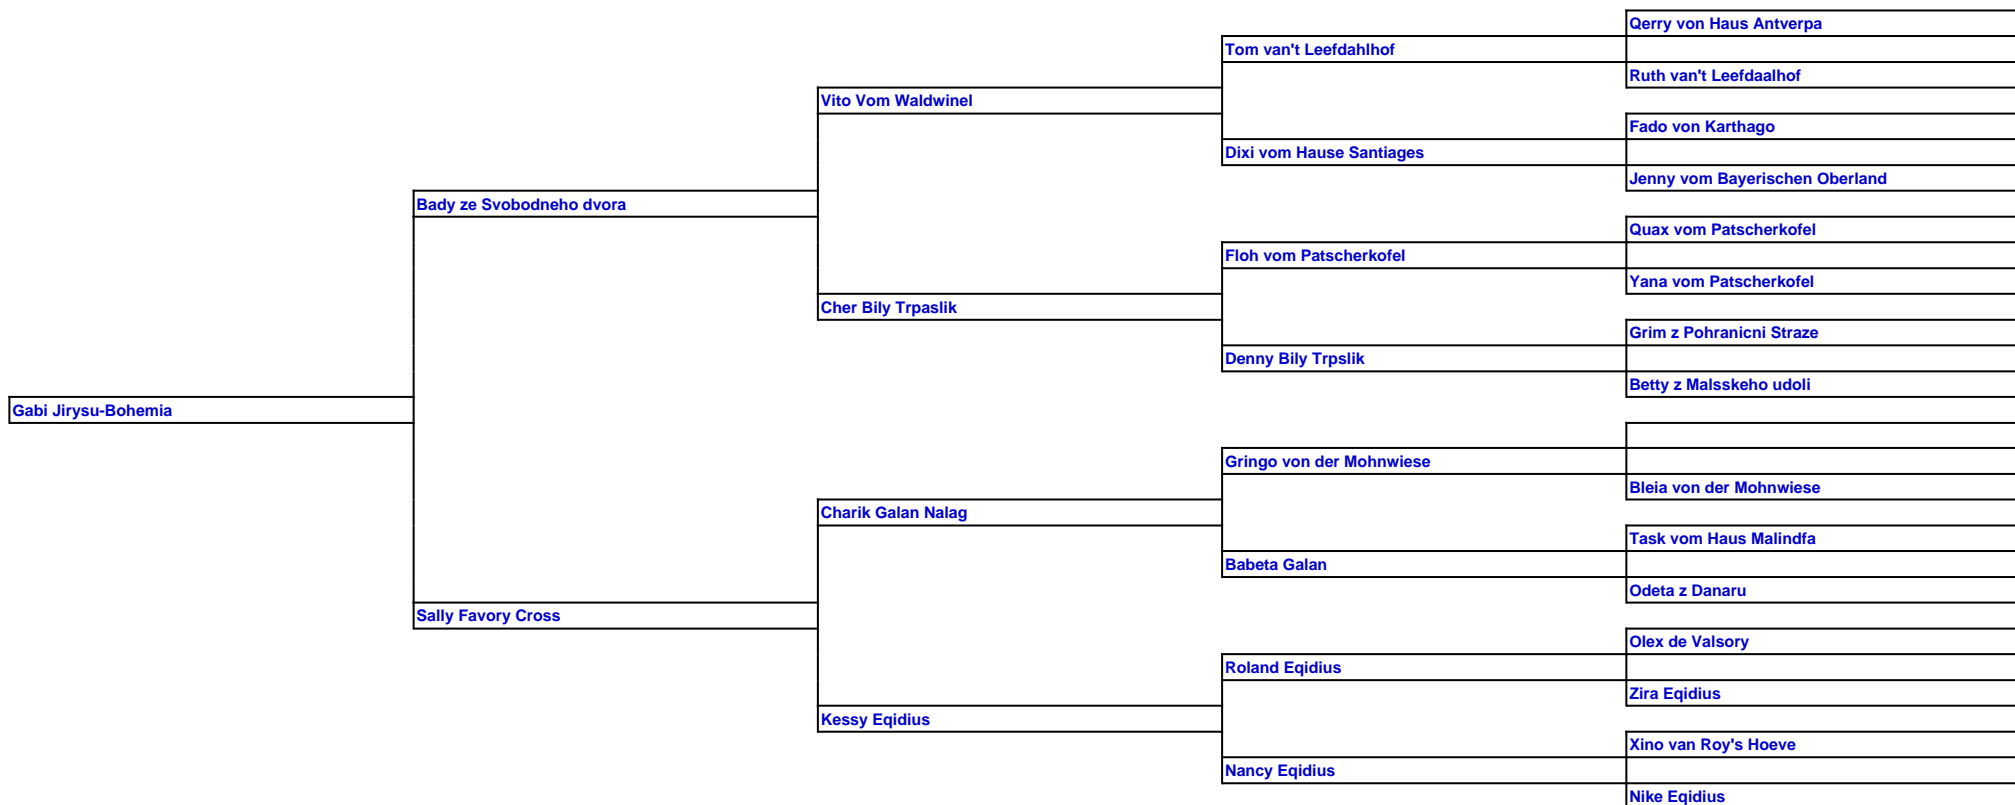 Qerry von Haus Antverpa
Tom van't Leefdahlhof
Ruth van't Leefdaalhof
Vito Vom Waldwinel
Fado von Karthago
Dixi vom Hause Santiages
Jenny vom Bayerischen Oberland
Bady ze Svobodneho dvora
Quax vom Patscherkofel
Floh vom Patscherkofel
Yana vom Patscherkofel
Cher Bily Trpaslik
Grim z Pohranicni Straze
Denny Bily Trpslik
Betty z Malsskeho udoli
Gabi Jirysu-Bohemia
Gringo von der Mohnwiese
Bleia von der Mohnwiese
Charik Galan Nalag
Task vom Haus Malindfa
Babeta Galan
Odeta z Danaru
Sally Favory Cross
Olex de Valsory
Roland Eqidius
Zira Eqidius
Kessy Eqidius
Xino van Roy's Hoeve
Nancy Eqidius
Nike Eqidius